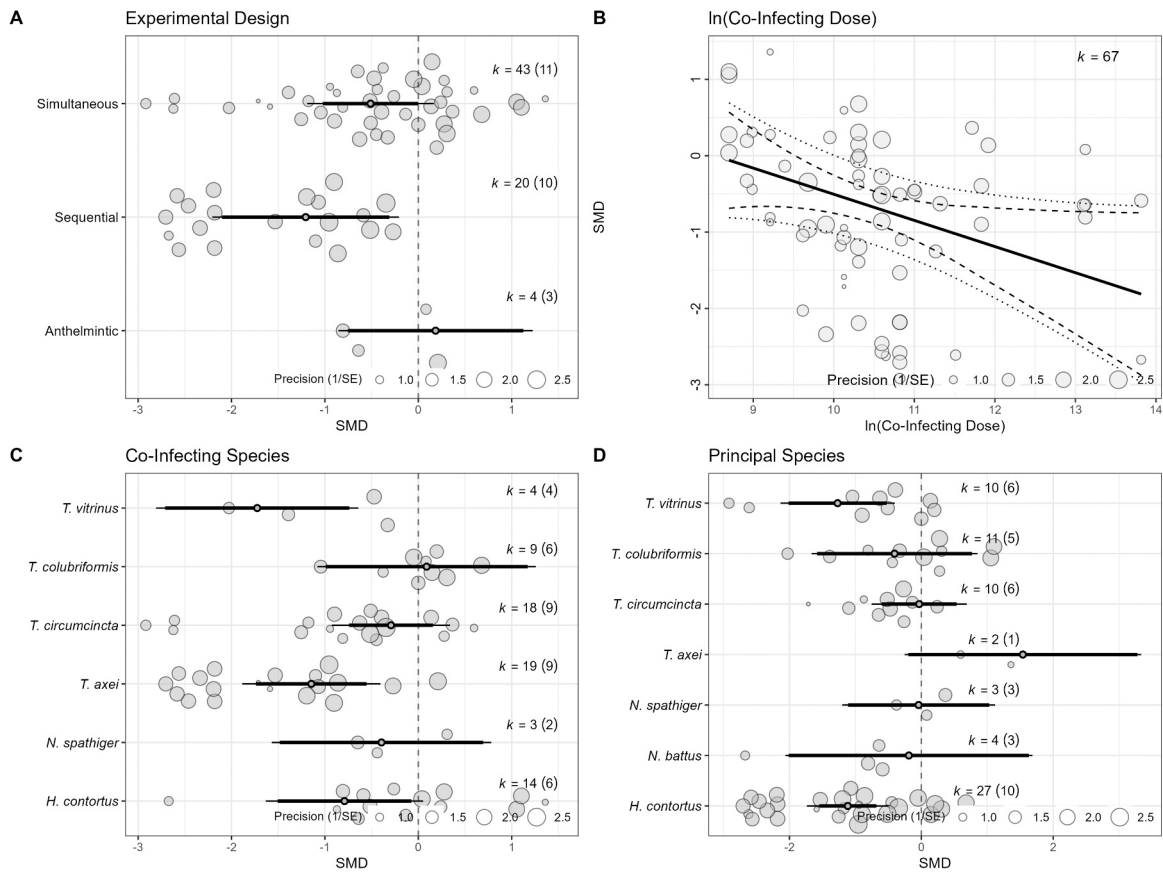 A Experimental Design
k = 43 (11)
Simultaneous
k = 20 (10)
Sequential
k = 4 (3)
Anthelmintic
Precision (1/SE) 1.0 1.5 2.0 2.5
-3 -2 -1 0 1
SMD
B ln(Co-Infecting Dose)
k = 67
1
0
-1
-2
-3
SMD
Precision (1/SE) 1.0 1.5 2.0 2.5
9 10 11 12 13 14
ln(Co-Infecting Dose)
C Co-Infecting Species
k = 4 (4)
T. vitrinus
k = 9 (6)
T. colubriformis
k = 18 (9)
T. circumcincta
k = 19 (9)
T. axei
k = 3 (2)
N. spathiger
k = 14 (6)
H. contortus
Precision (1/SE) 1.0 1.5 2.0 2.5
-3 -2 -1 0 1
SMD
D Principal Species
k = 10 (6)
T. vitrinus
k = 11 (5)
T. colubriformis
k = 10 (6)
T. circumcincta
k = 2 (1)
T. axei
k = 3 (3)
N. spathiger
k = 4 (3)
N. battus
k = 27 (10)
H. contortus
Precision (1/SE) 1.0 1.5 2.0 2.5
-2 0 2
SMD